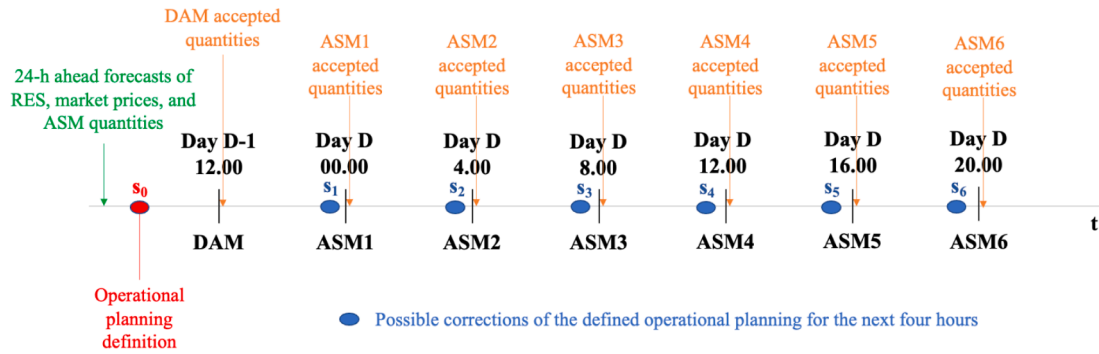 DAM accepted
quantities
24-h ahead forecasts of
RES, market prices, and
ASM quantities
ASM1
accepted
quantities
ASM2
accepted
quantities
ASM3
accepted
quantities
ASM4
accepted
quantities
ASM5
accepted
quantities
ASM6
accepted
quantities
Day D-1
12.00
Day D
00.00
Day D
4.00
Day D
8.00
Day D
12.00
Day D
16.00
Day D
20.00
s0
s1
s2
s3
s4
s5
s6
t
DAM
ASM1
ASM2
ASM3
ASM4
ASM5
ASM6
Operational
planning
definition
Possible corrections of the defined operational planning for the next four hours